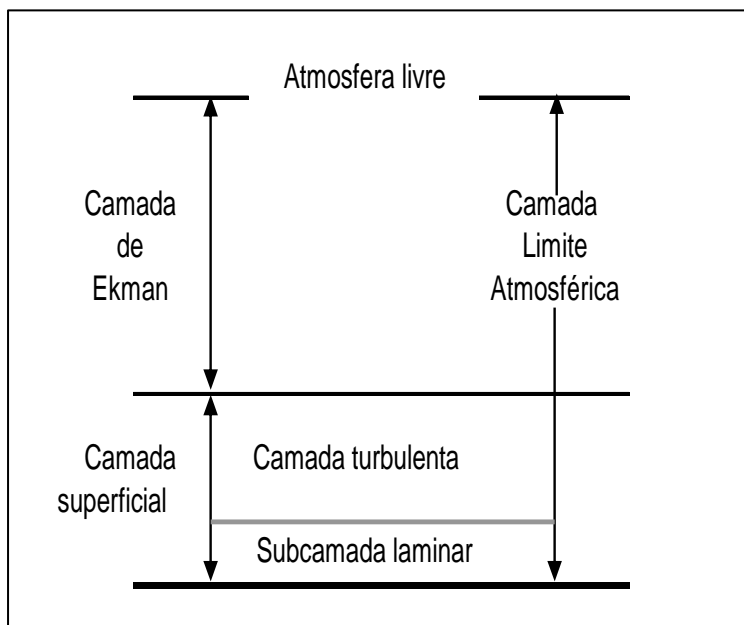 Atmosfera livre
Camada
de
Ekman
Camada
Limite
Atmosférica
Camada
superficial
Camada turbulenta
Subcamada laminar